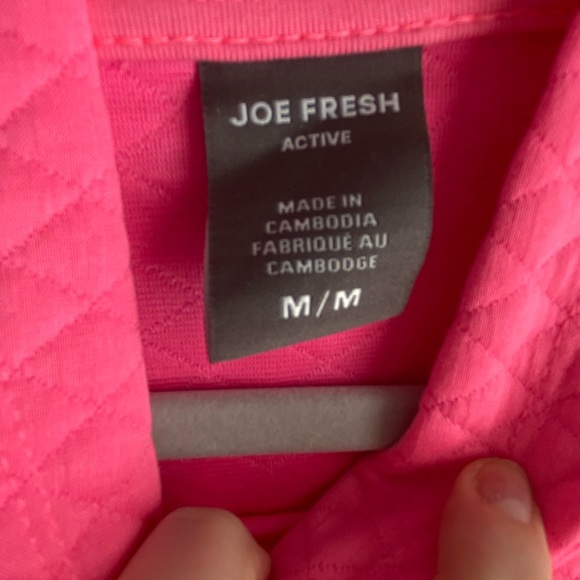 JOE FRESH
ACTIVE
MADE IN
CAMBODIA
FABRIQUÉ AU
CAMBODGE
M/M